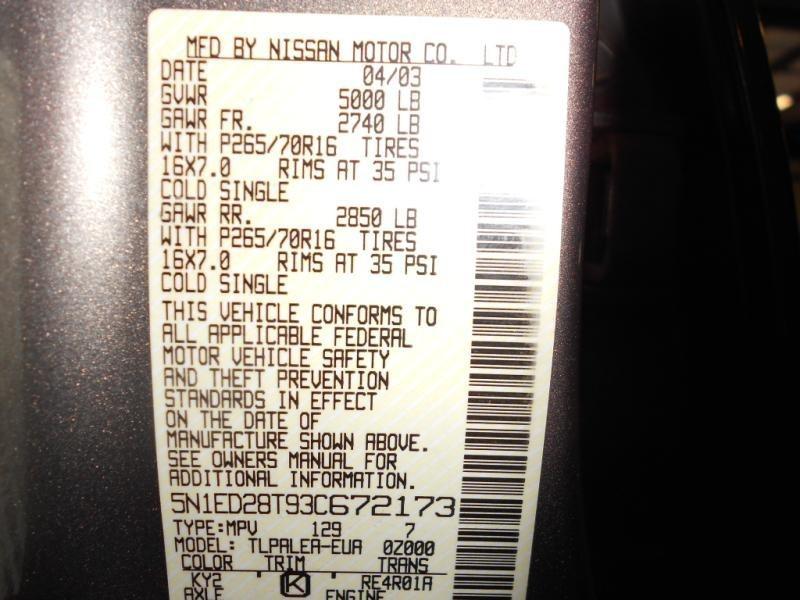 MFD BY NISSAN MOTOR CO. LTD
DATE 04/03
GVWR 5000 LB
GAWR FR. 2740 LB
WITH P265/70R16 TIRES
16X7.0 RIMS AT 35 PSI
COLD SINGLE
GAWR RR. 2850 LB
WITH P265/70R16 TIRES
16X7.0 RIMS AT 35 PSI
COLD SINGLE
THIS VEHICLE CONFORMS TO
ALL APPLICABLE FEDERAL
MOTOR VEHICLE SAFETY
AND THEFT PREVENTION
STANDARDS IN EFFECT
ON THE DATE OF
MANUFACTURE SHOWN ABOVE.
SEE OWNERS MANUAL FOR
ADDITIONAL INFORMATION.
5N1ED28T93C672173
TYPE:MPV 129 7
MODEL: TLPALEA-EUA 0Z000
COLOR TRIM TRANS
KY2 K RE4R01A
AXLE ENGINE